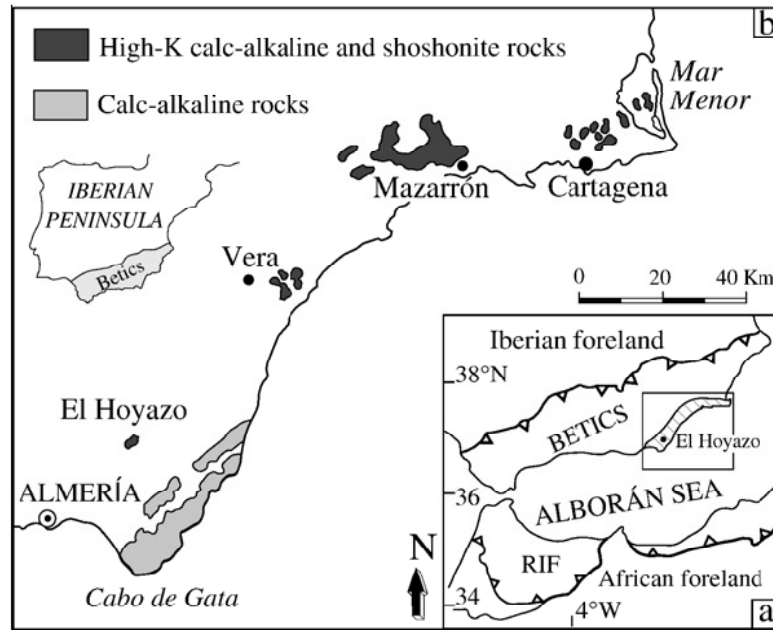 b
High-K calc-alkaline and shoshonite rocks
Calc-alkaline rocks
Mar
Menor
IBERIAN
PENINSULA
Betics
Mazarrón
Cartagena
Vera
0 20 40 Km
El Hoyazo
ALMERÍA
Cabo de Gata
N
Iberian foreland
38°N
BETICS
El Hoyazo
36
ALBORÁN SEA
RIF
African foreland
34
4°W
a